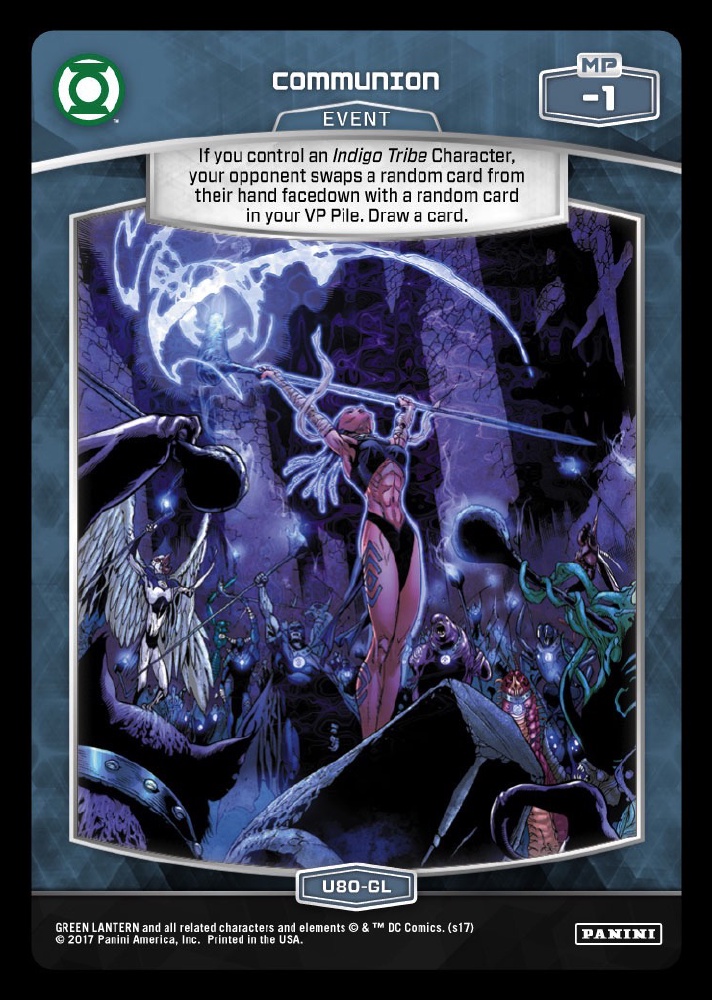 COMMUNION
MP
-1
EVENT
If you control an Indigo Tribe Character,
your opponent swaps a random card from
their hand facedown with a random card
in your VP Pile. Draw a card.
U80-GL
GREEN LANTERN and all related characters and elements © & ™ DC Comics. (s17)
© 2017 Panini America, Inc. Printed in the USA.
PANINI